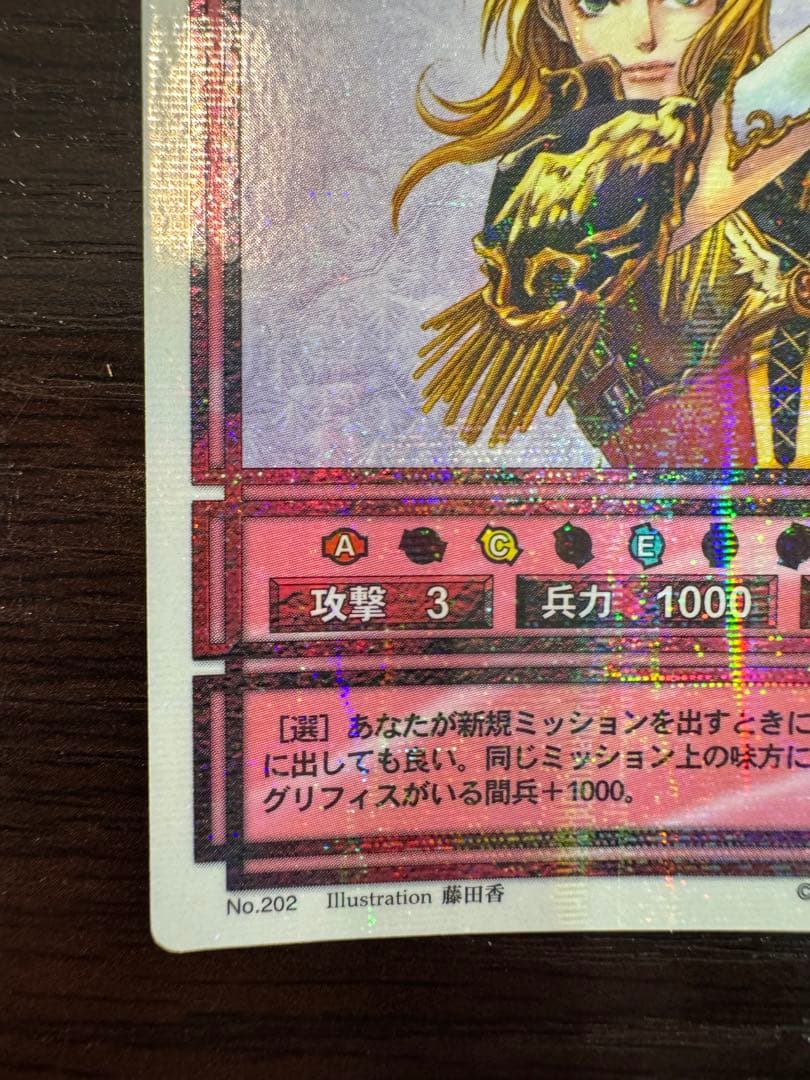 A C E
攻撃 3 兵力 1000
[選] あなたが新規ミッションを出すときに
に出しても良い。同じミッション上の味方に
グリフィスがいる間兵+1000。
No.202 Illustration 藤田香 ©